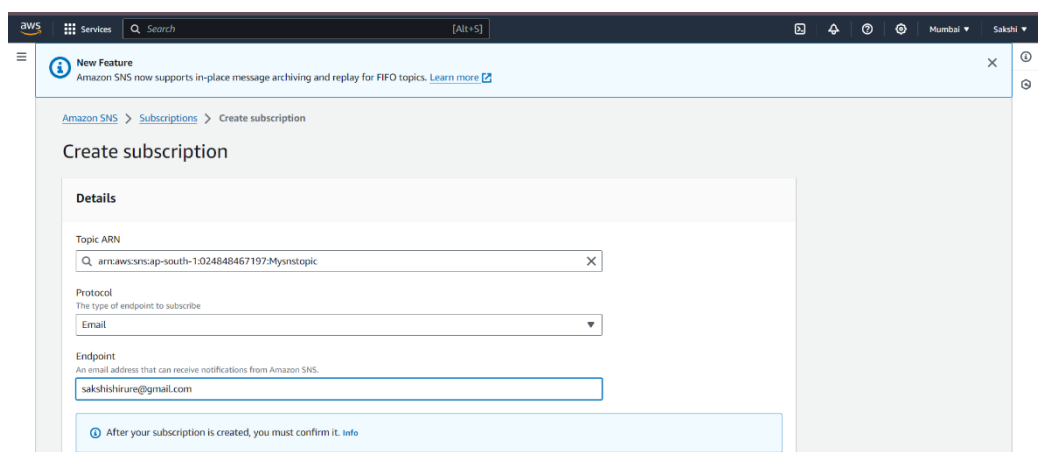 aws Services Search [Alt+S] Mumbai Sakshi
New Feature
Amazon SNS now supports in-place message archiving and replay for FIFO topics. Learn more
Amazon SNS > Subscriptions > Create subscription
Create subscription
Details
Topic ARN
arn:aws:sns:ap-south-1:024848467197:Mysnstopic
Protocol
The type of endpoint to subscribe
Email
Endpoint
An email address that can receive notifications from Amazon SNS.
sakshishirure@gmail.com
After your subscription is created, you must confirm it. Info